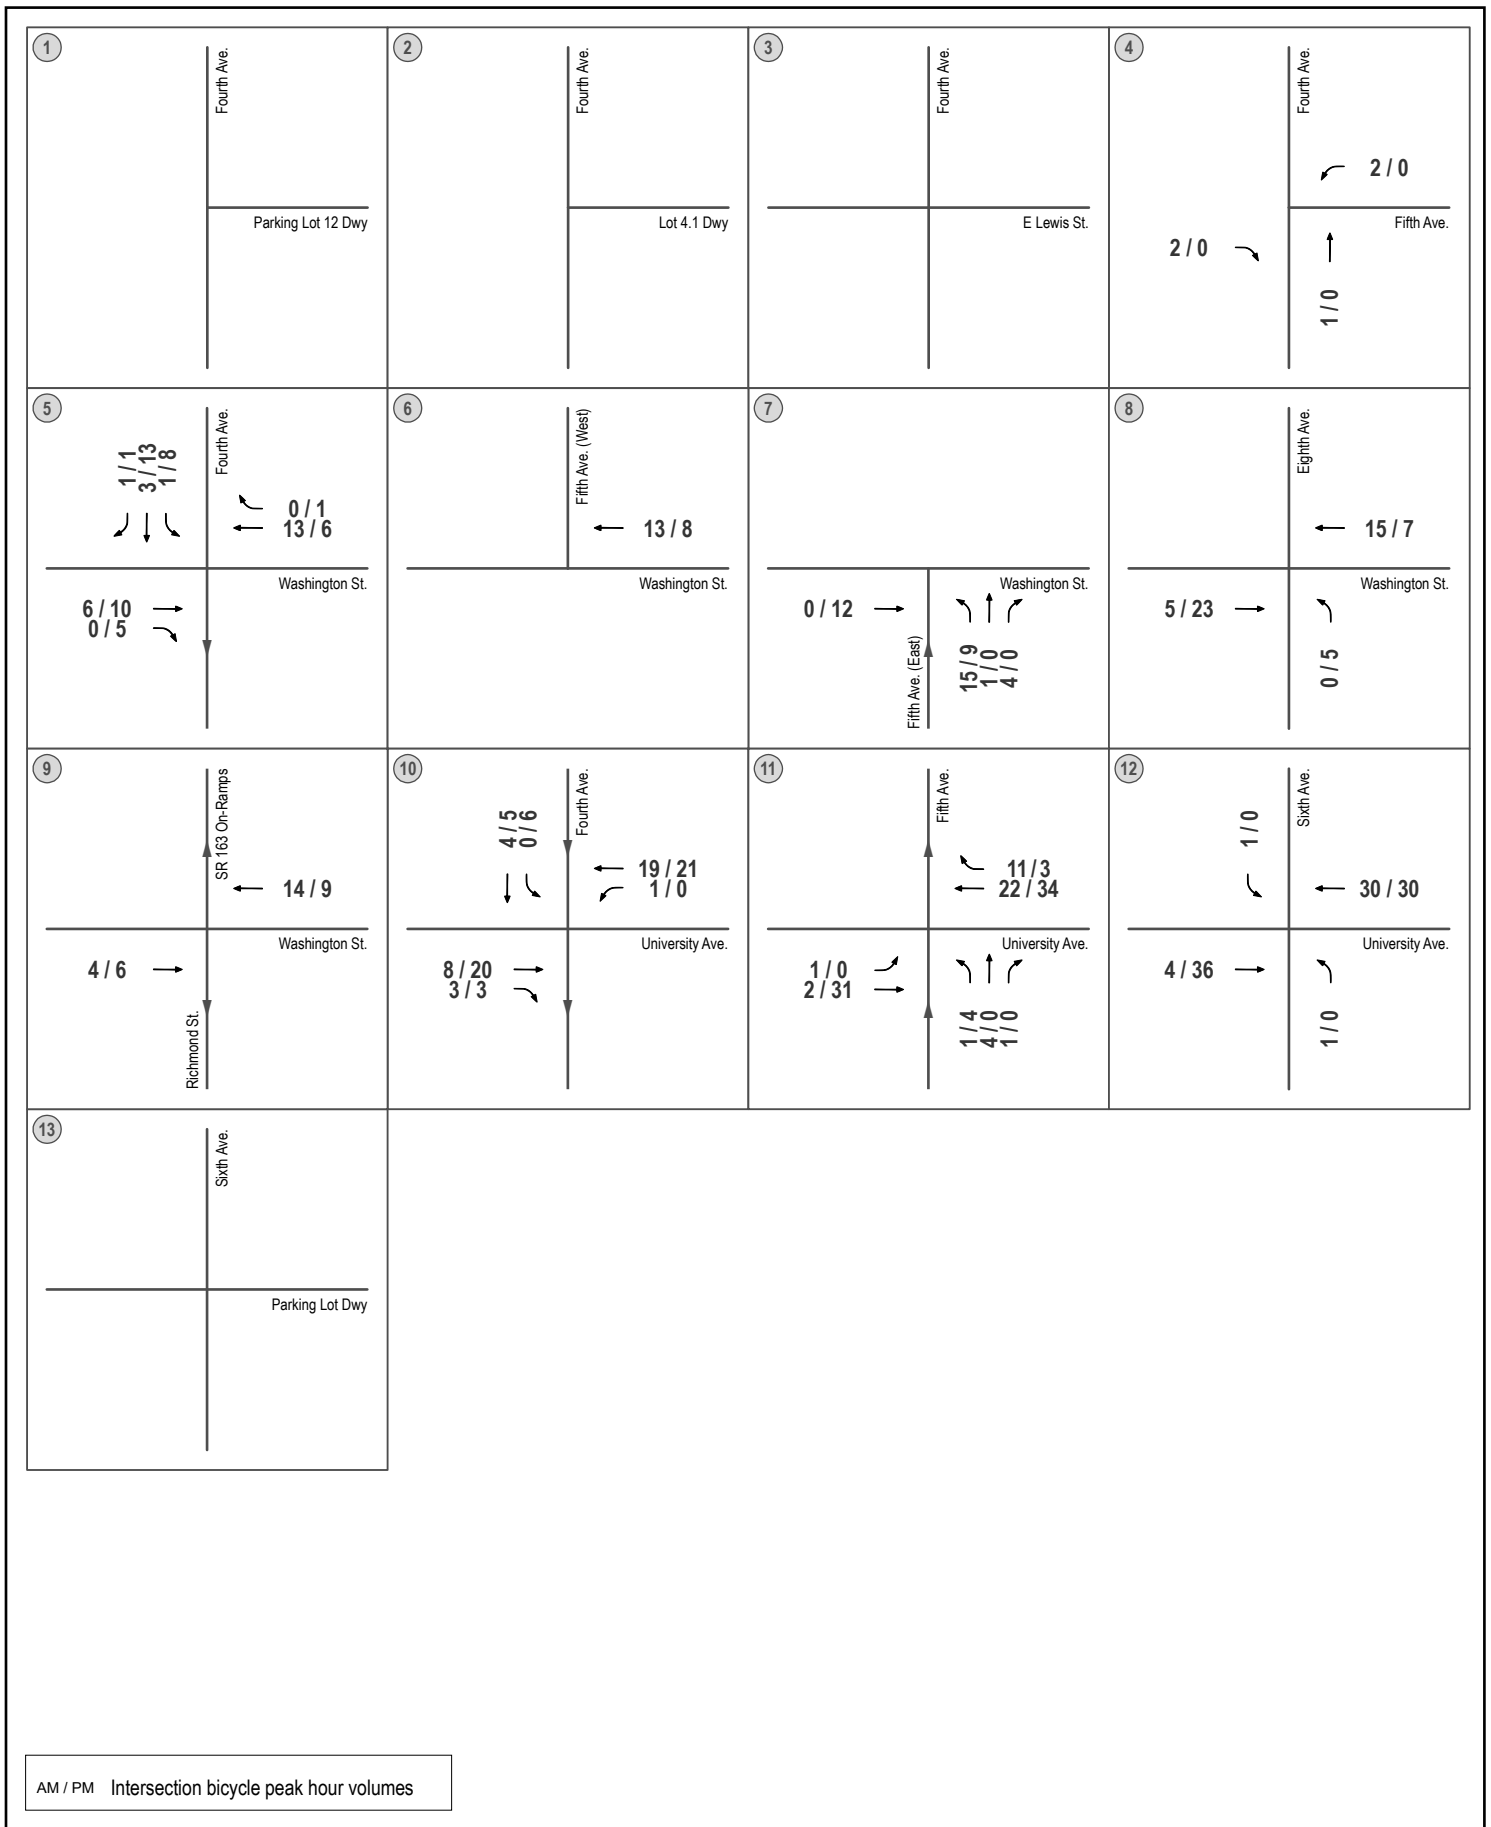 1
Fourth Ave.
Parking Lot 12 Dwy
2
Fourth Ave.
Lot 4.1 Dwy
3
Fourth Ave.
E Lewis St.
4
Fourth Ave.
2 / 0
Fifth Ave.
2 / 0
1 / 0
5
Fourth Ave.
1 / 1
3 / 13
1 / 8
0 / 1
13 / 6
Washington St.
6 / 10
0 / 5
6
Fifth Ave. (West)
13 / 8
Washington St.
7
Washington St.
0 / 12
Fifth Ave. (East)
15 / 9
1 / 0
4 / 0
8
Eighth Ave.
15 / 7
Washington St.
5 / 23
0 / 5
9
SR 163 On-Ramps
14 / 9
Washington St.
4 / 6
Richmond St.
10
4 / 5
0 / 6
Fourth Ave.
19 / 21
1 / 0
University Ave.
8 / 20
3 / 3
11
Fifth Ave.
11 / 3
22 / 34
University Ave.
1 / 0
2 / 31
1 / 4
4 / 0
1 / 0
12
1 / 0
Sixth Ave.
30 / 30
University Ave.
4 / 36
1 / 0
13
Sixth Ave.
Parking Lot Dwy
AM / PM Intersection bicycle peak hour volumes